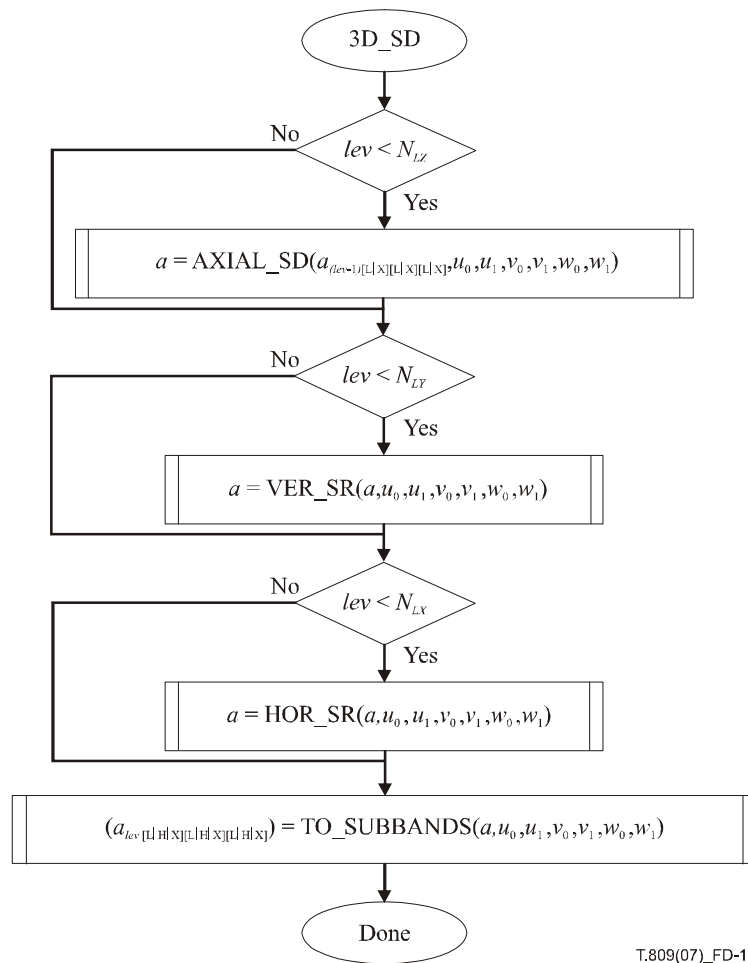 3D_SD
No
lev < N_LZ
Yes
a = AXIAL_SD(a_(lev-1)[L|X][L|X][L|X],u_0,u_1,v_0,v_1,w_0,w_1)
No
lev < N_LY
Yes
a = VER_SR(a,u_0,u_1,v_0,v_1,w_0,w_1)
No
lev < N_LX
Yes
a = HOR_SR(a,u_0,u_1,v_0,v_1,w_0,w_1)
(a_lev[L|H|X][L|H|X][L|H|X]) = TO_SUBBANDS(a,u_0,u_1,v_0,v_1,w_0,w_1)
Done
T.809(07)_FD-1